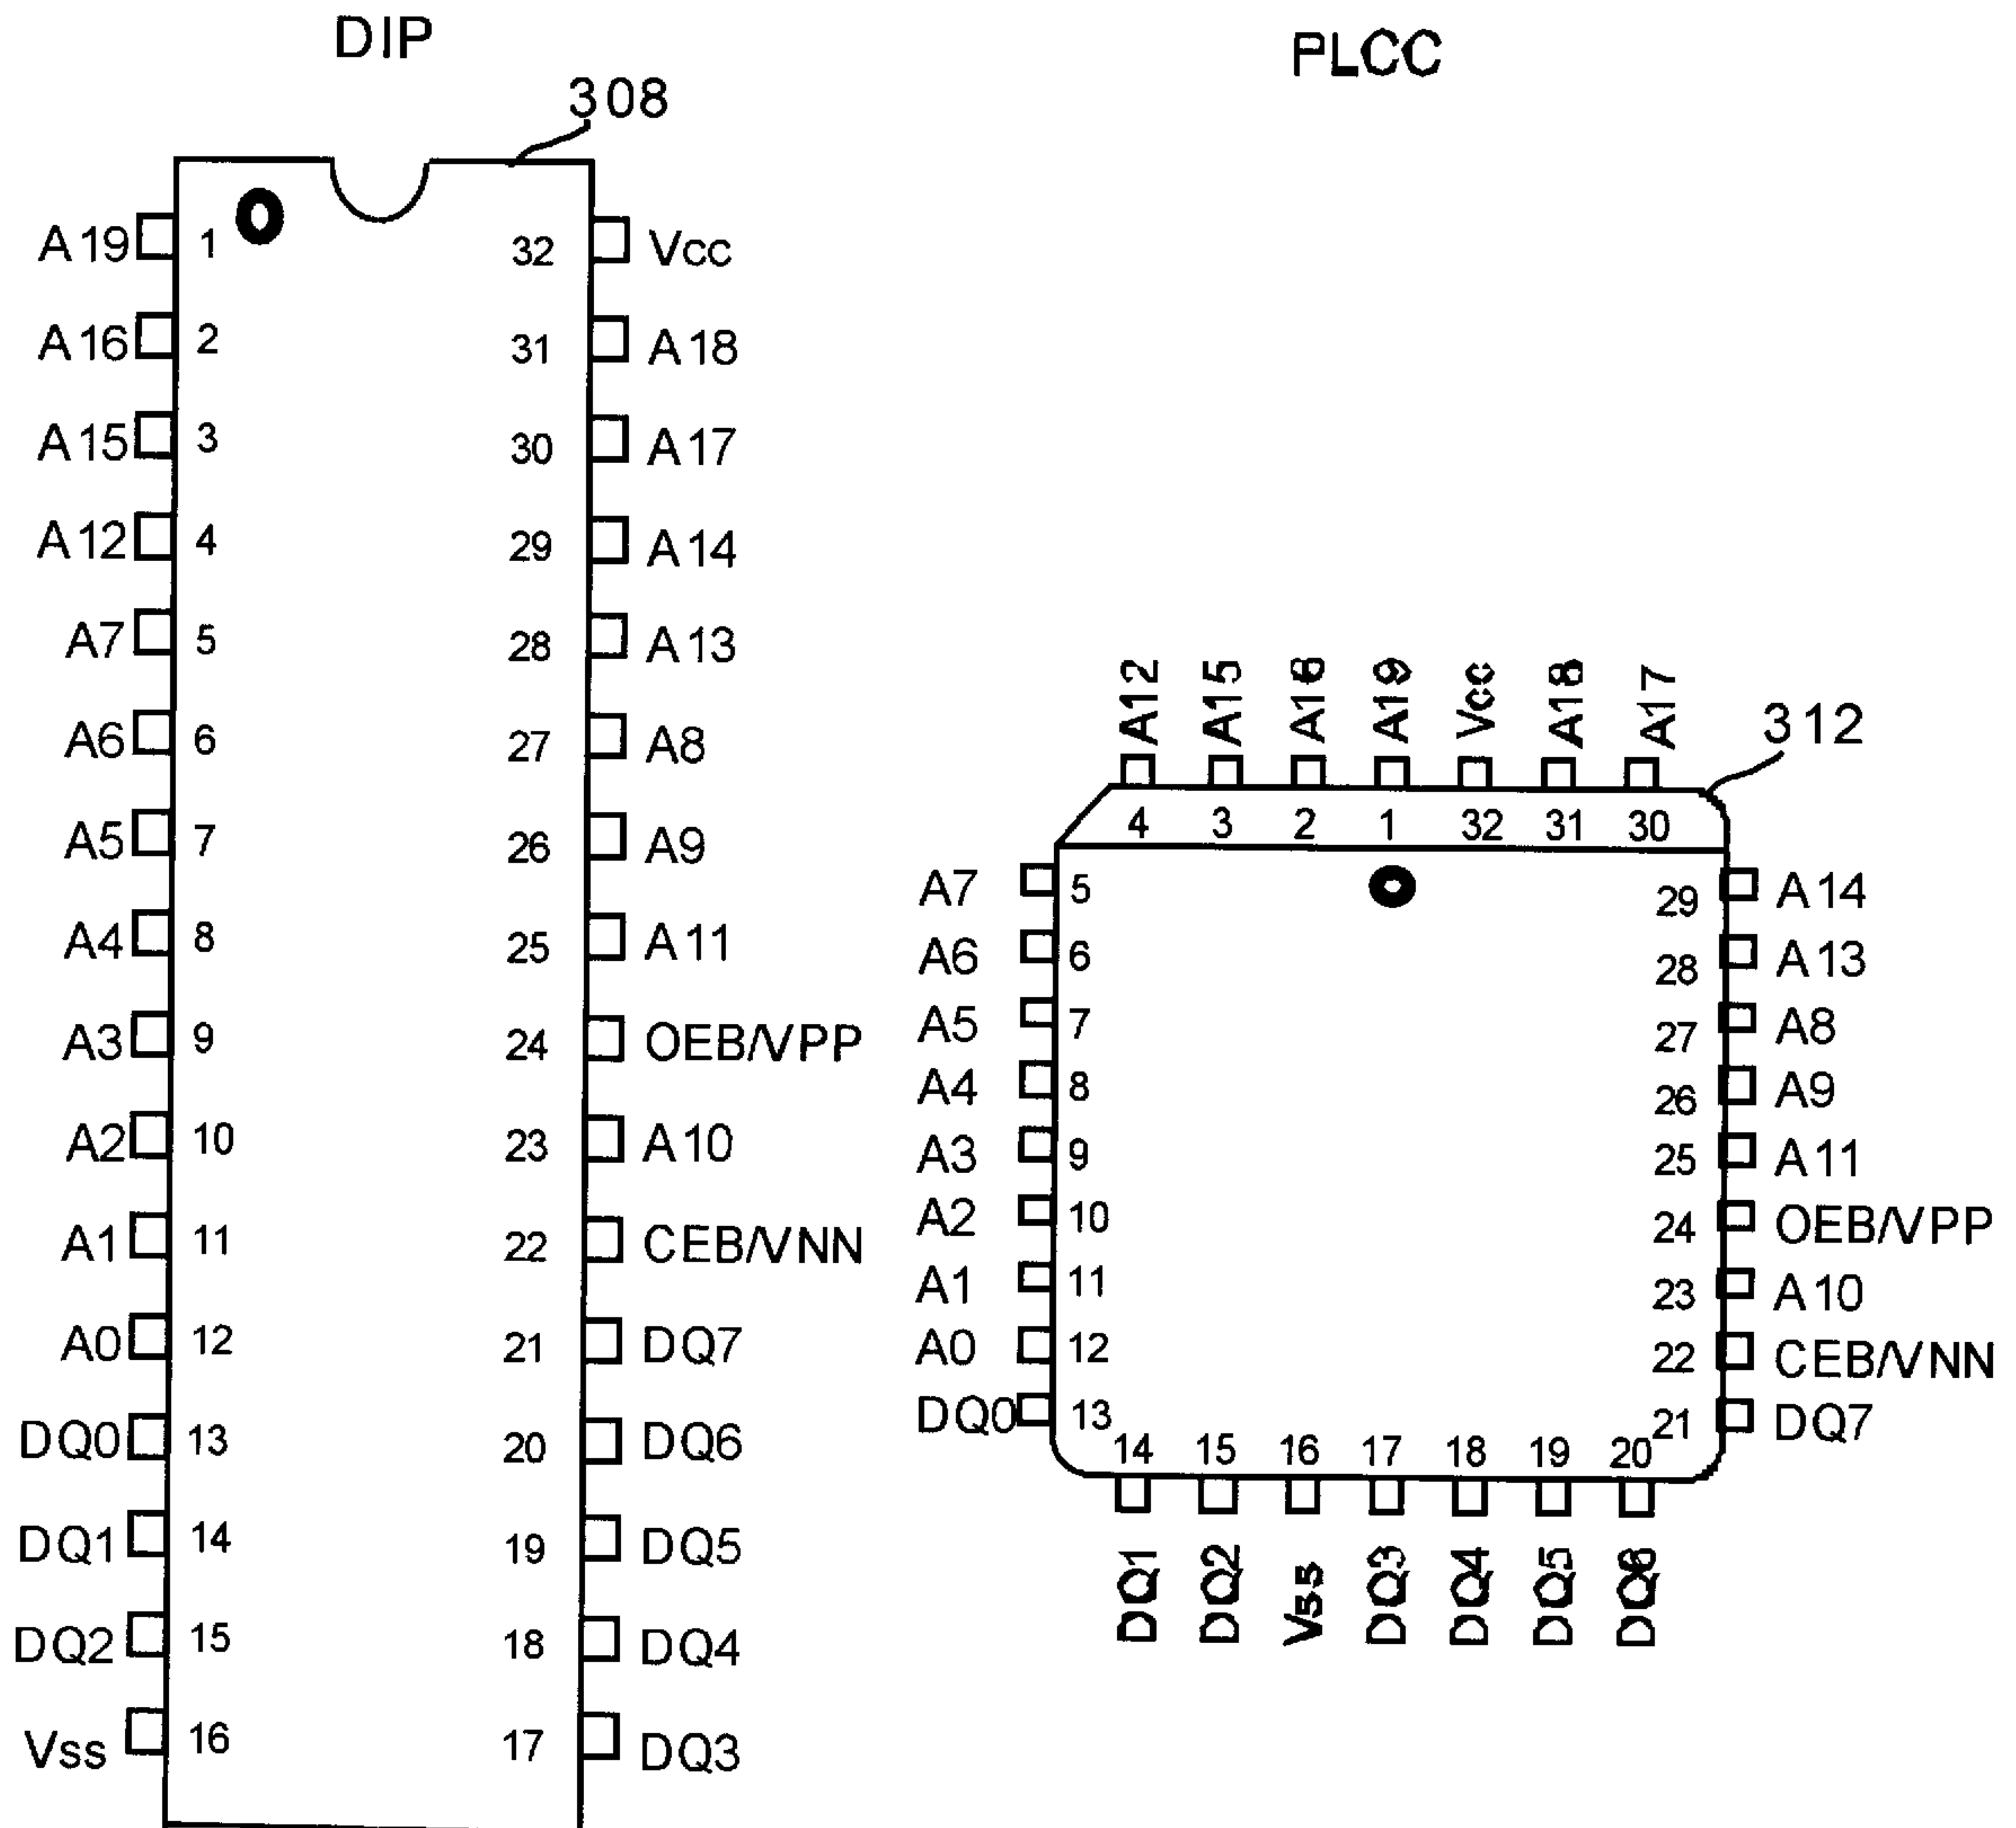 DIP
308
A19 1 32 Vcc
A16 2 31 A18
A15 3 30 A17
A12 4 29 A14
A7 5 28 A13
A6 6 27 A8
A5 7 26 A9
A4 8 25 A11
A3 9 24 OEB/VPP
A2 10 23 A10
A1 11 22 CEB/VNN
A0 12 21 DQ7
DQ0 13 20 DQ6
DQ1 14 19 DQ5
DQ2 15 18 DQ4
Vss 16 17 DQ3
PLCC
312
A12 A15 A16 A19 Vcc A18 A17
4 3 2 1 32 31 30
A7 5 29 A14
A6 6 28 A13
A5 7 27 A8
A4 8 26 A9
A3 9 25 A11
A2 10 24 OEB/VPP
A1 11 23 A10
A0 12 22 CEB/VNN
DQ0 13 21 DQ7
14 15 16 17 18 19 20
DQ1 DQ2 Vss DQ3 DQ4 DQ5 DQ6